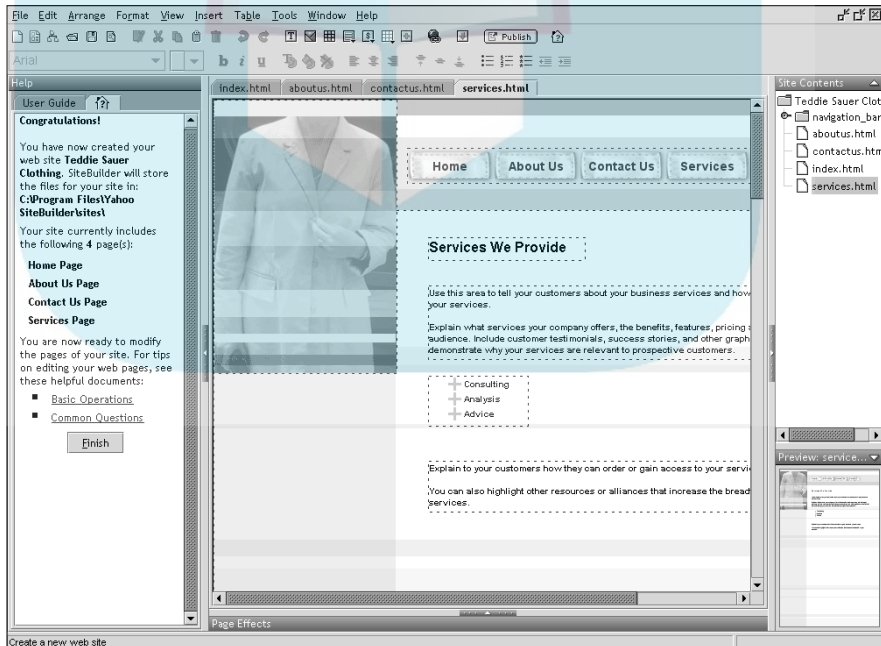 File Edit Arrange Format View Insert Table Tools Window Help
Publish
Arial
b i u
Help
User Guide
Congratulations!
You have now created your
web site Teddie Sauer
Clothing. SiteBuilder will store
the files for your site in:
C:\Program Files\Yahoo
SiteBuilder\sites\
Your site currently includes
the following 4 page(s):
Home Page
About Us Page
Contact Us Page
Services Page
You are now ready to modify
the pages of your site. For tips
on editing your web pages, see
these helpful documents:
Basic Operations
Common Questions
Finish
index.html aboutus.html contactus.html services.html
Home About Us Contact Us Services
Services We Provide
Use this area to tell your customers about your business services and how
your services.
Explain what services your company offers, the benefits, features, pricing
audience. Include customer testimonials, success stories, and other graph
demonstrate why your services are relevant to prospective customers.
Consulting
Analysis
Advice
Explain to your customers how they can order or gain access to your servi
You can also highlight other resources or alliances that increase the bread
services.
Page Effects
Site Contents
Teddie Sauer Clot
navigation_bar
aboutus.html
contactus.htm
index.html
services.html
Preview: service...
Create a new web site